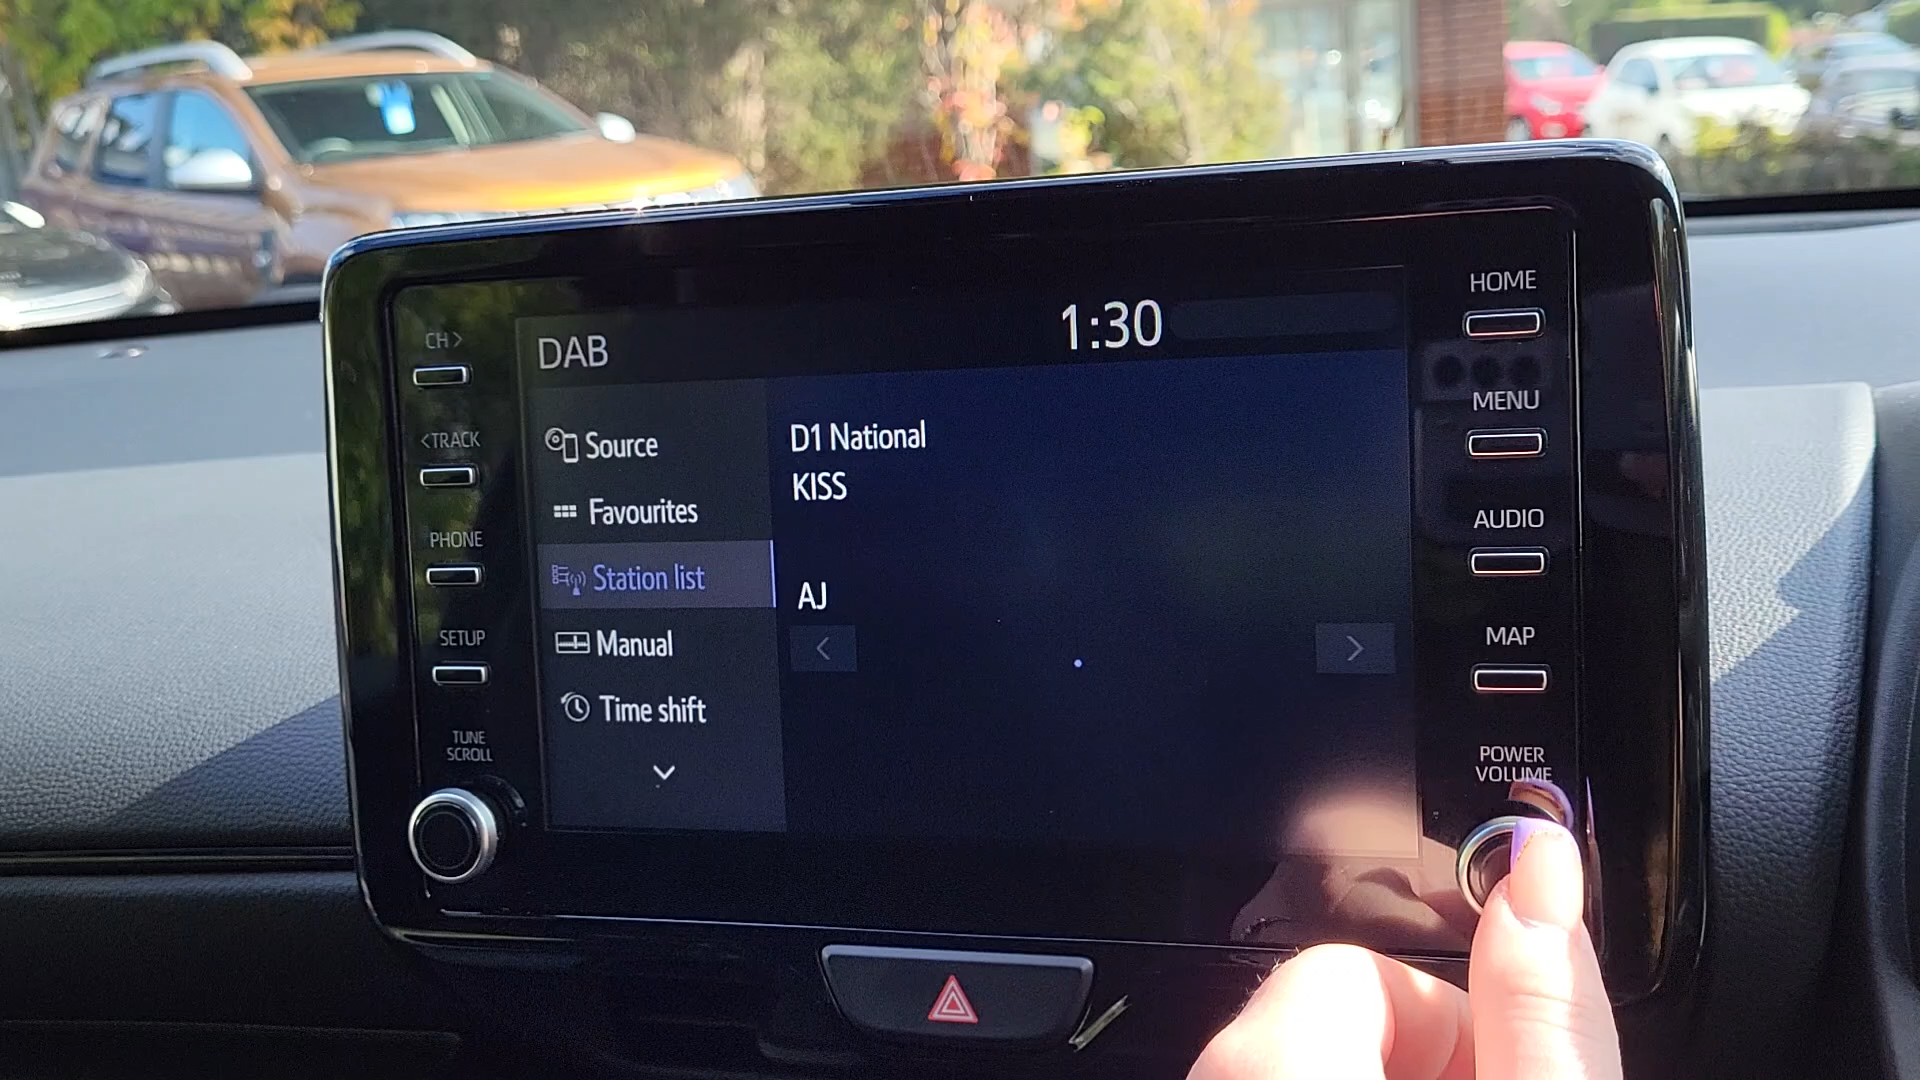 DAB
1:30
Source
Favourites
Station list
Manual
Time shift
D1 National
KISS
AJ
CH>
<TRACK
PHONE
SETUP
TUNE
SCROLL
HOME
MENU
AUDIO
MAP
POWER
VOLUME